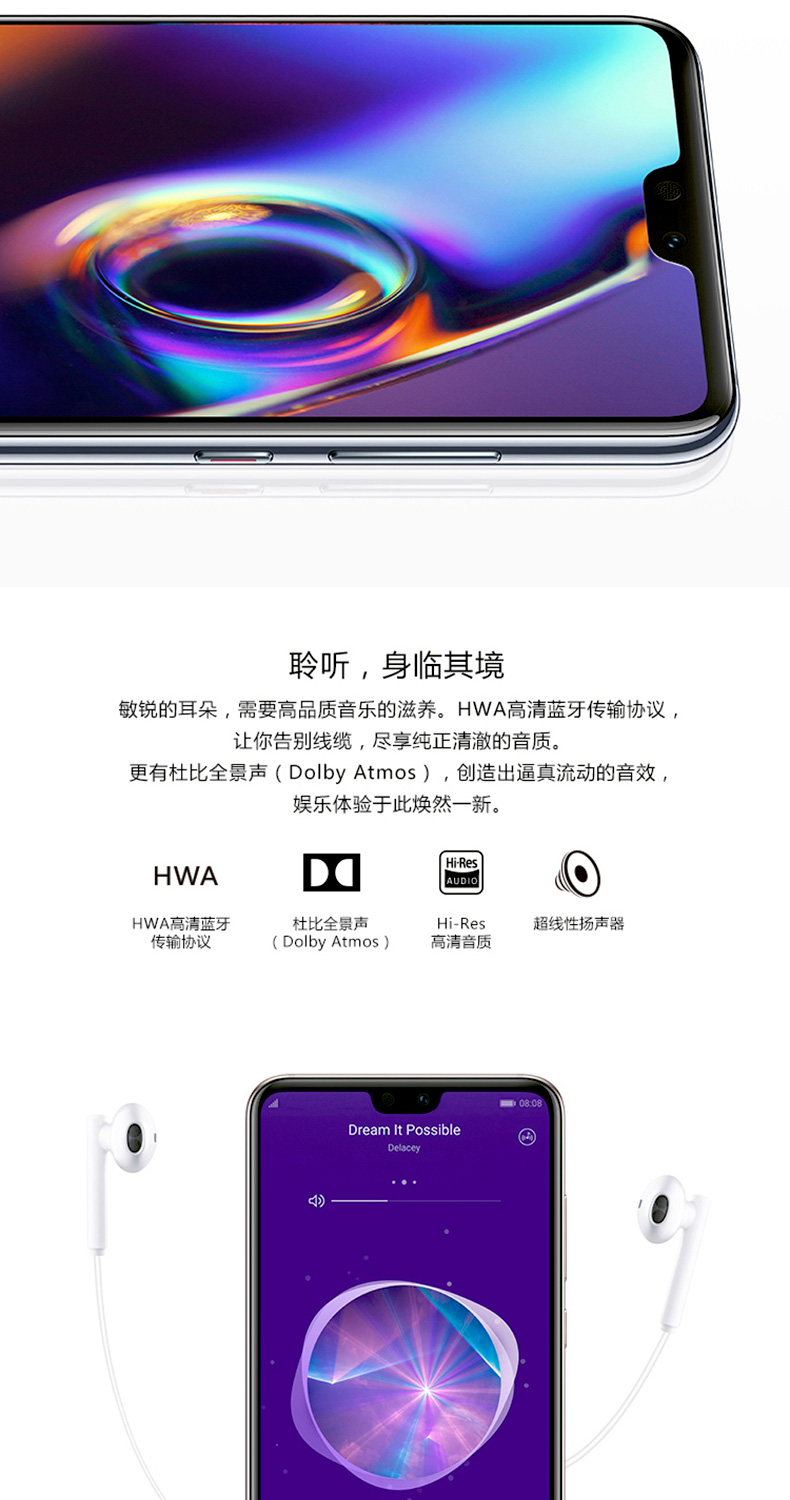 聆听，身临其境
敏锐的耳朵，需要高品质音乐的滋养。HWA高清蓝牙传输协议，
让你告别线缆，尽享纯正清澈的音质。
更有杜比全景声（Dolby Atmos），创造出逼真流动的音效，
娱乐体验于此焕然一新。
HWA
Hi-Res
AUDIO
HWA高清蓝牙
传输协议
杜比全景声
（Dolby Atmos）
Hi-Res
高清音质
超线性扬声器
08:08
Dream It Possible
Delacey